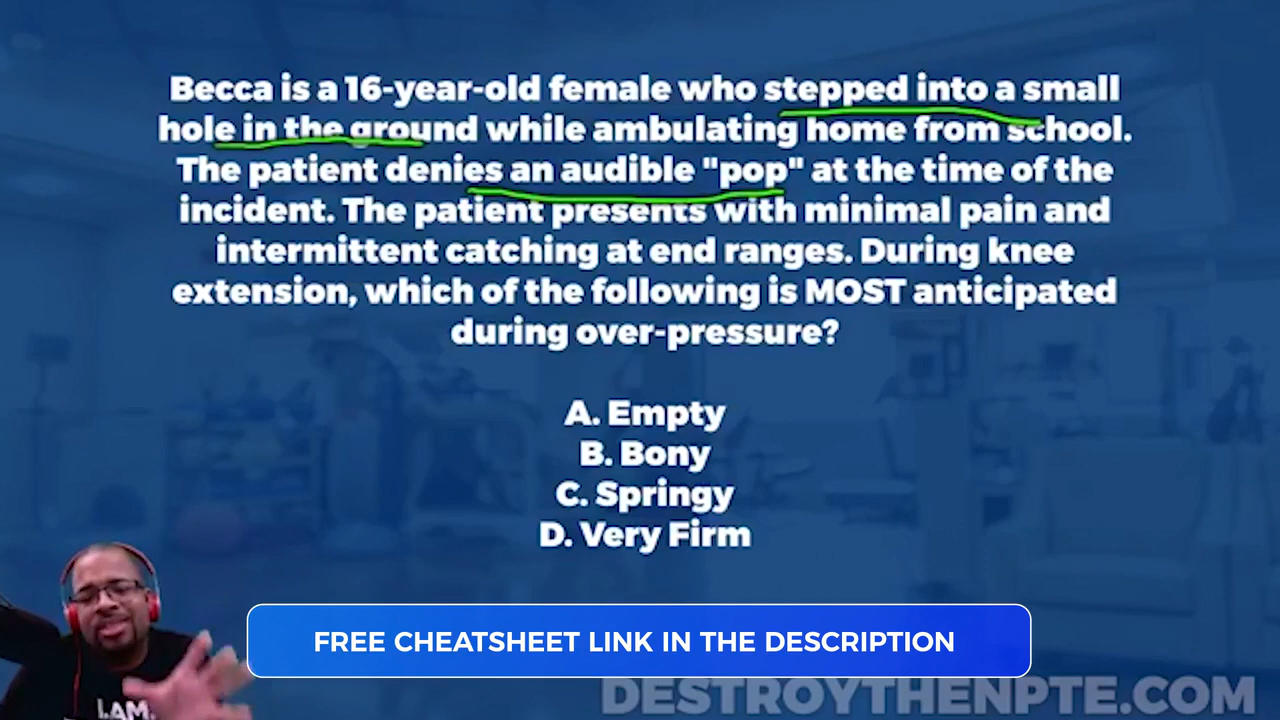 Becca is a 16-year-old female who stepped into a small
hole in the ground while ambulating home from school.
The patient denies an audible "pop" at the time of the
incident. The patient presents with minimal pain and
intermittent catching at end ranges. During knee
extension, which of the following is MOST anticipated
during over-pressure?
A. Empty
B. Bony
C. Springy
D. Very Firm
FREE CHEATSHEET LINK IN THE DESCRIPTION
I.AM.
DESTROYTHENPTE.COM